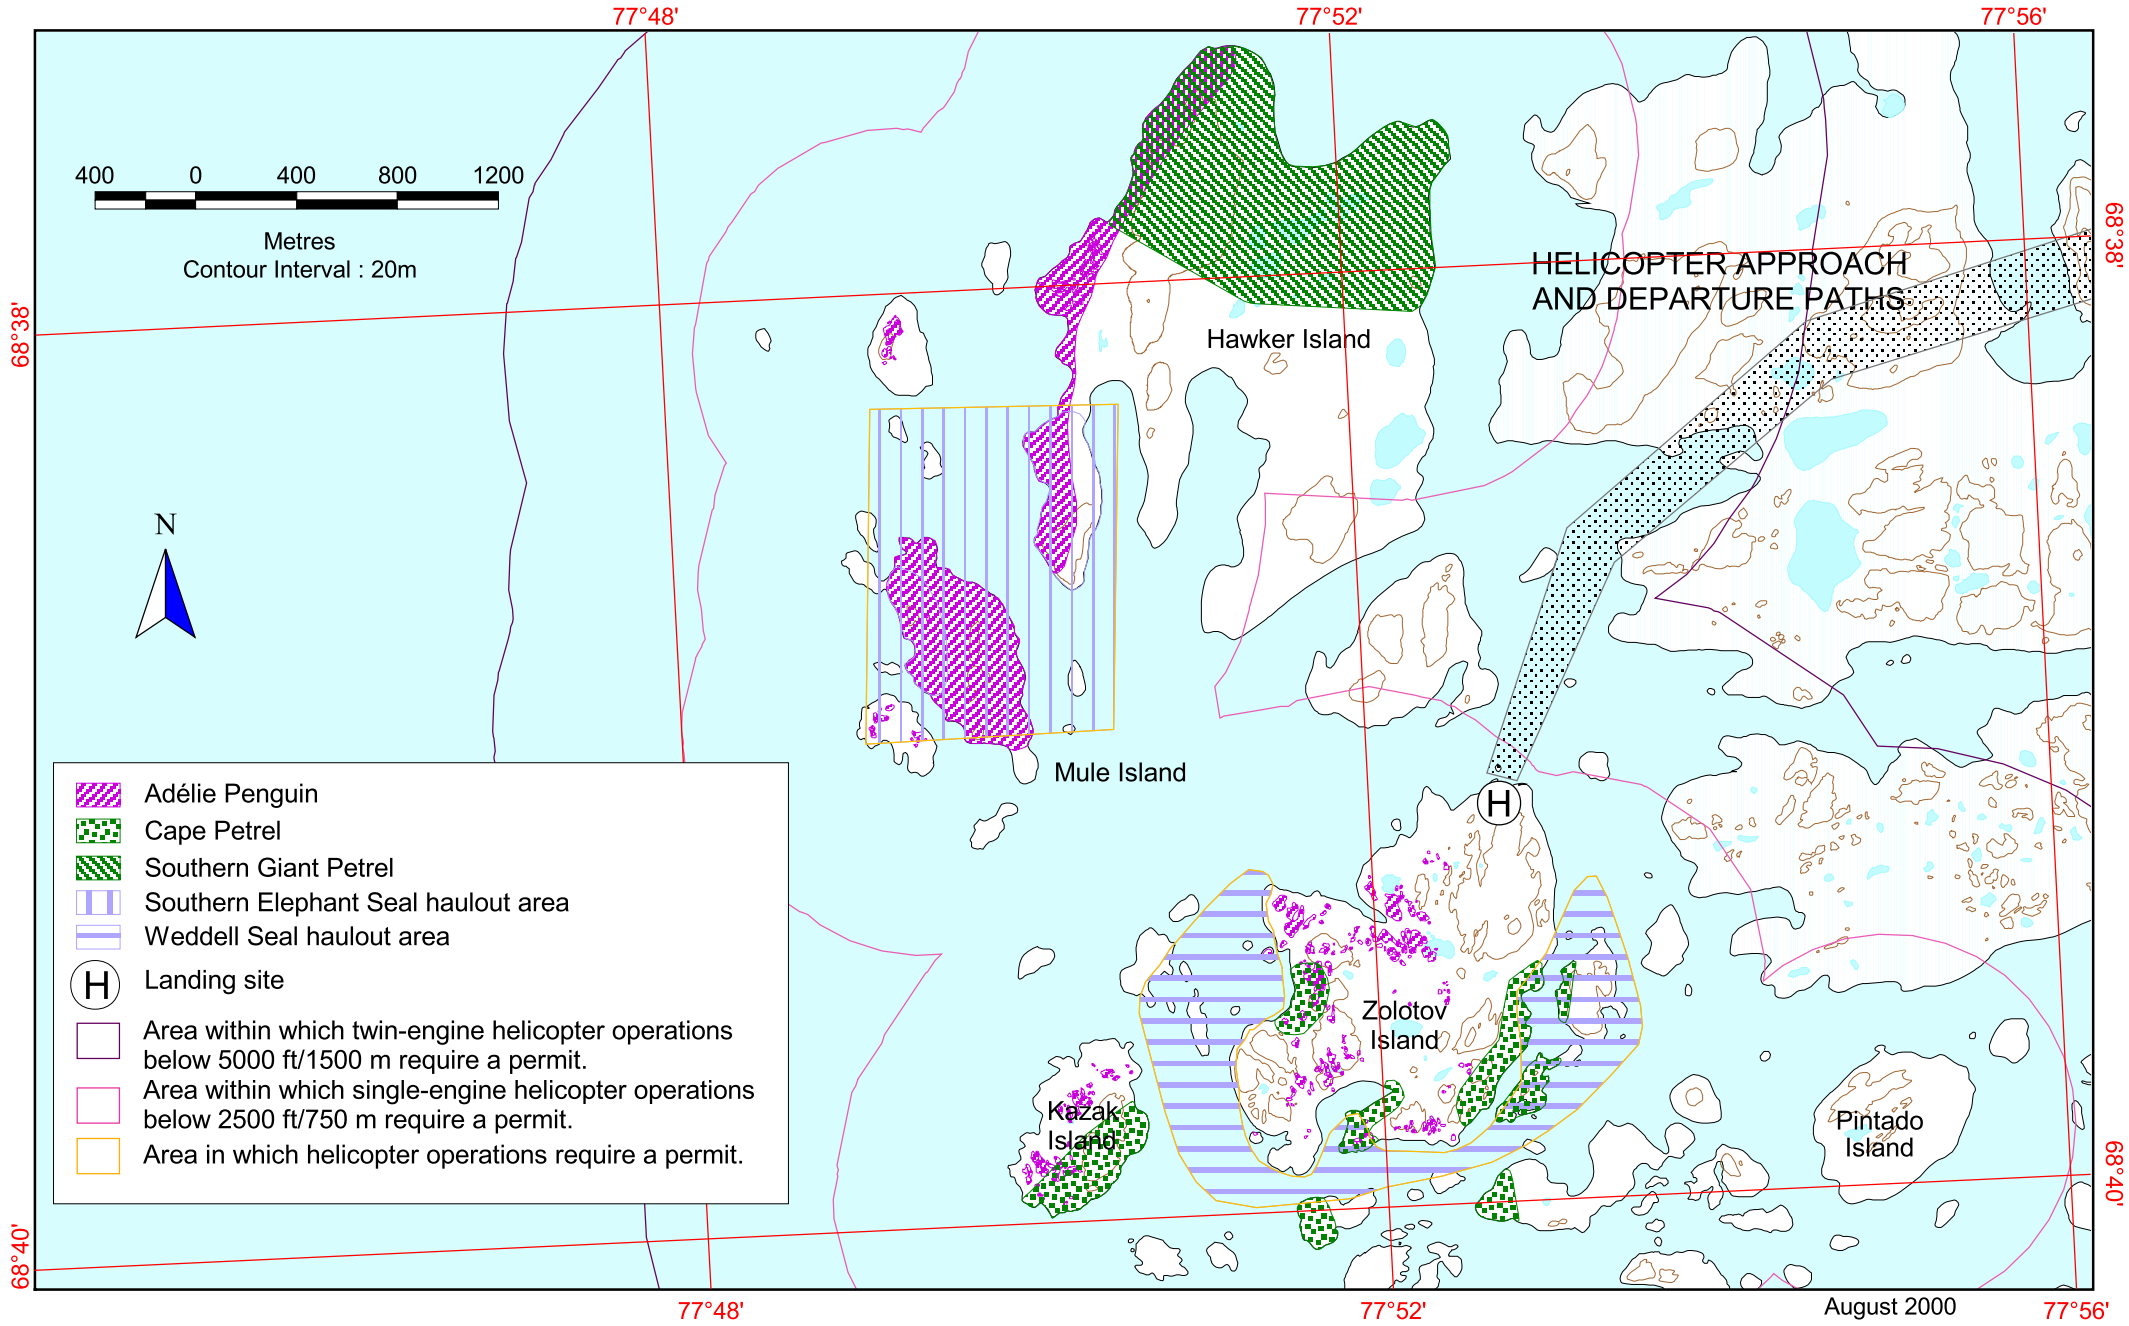 77°48'
77°52'
77°56'
400 0 400 800 1200
Metres
Contour Interval : 20m
68°38'
HELICOPTER APPROACH
AND DEPARTURE PATHS
68°38'
Hawker Island
N
Mule Island
H
Adélie Penguin
Cape Petrel
Southern Giant Petrel
Southern Elephant Seal haulout area
Weddell Seal haulout area
H Landing site
Area within which twin-engine helicopter operations
below 5000 ft/1500 m require a permit.
Area within which single-engine helicopter operations
below 2500 ft/750 m require a permit.
Area in which helicopter operations require a permit.
Zolotov
Island
Kazak
Island
Pintado
Island
68°40'
68°40'
77°48'
77°52'
August 2000
77°56'